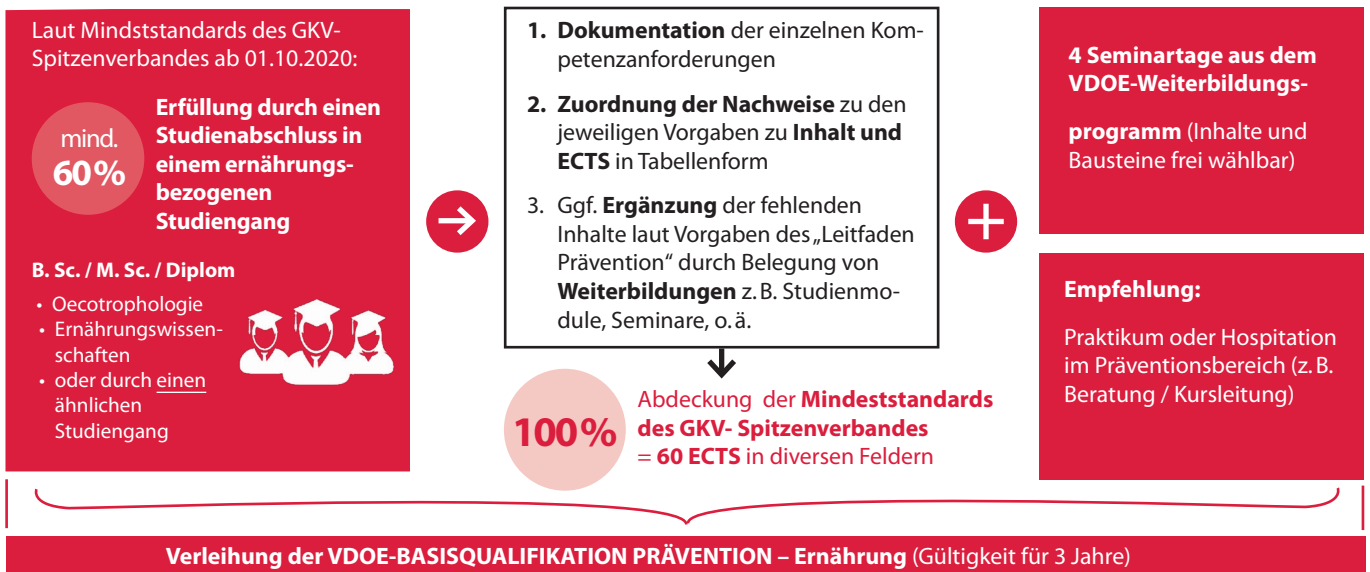 Laut Mindststandards des GKV-
Spitzenverbandes ab 01.10.2020:
mind.
60%
Erfüllung durch einen
Studienabschluss in
einem ernährungs-
bezogenen
Studiengang
B. Sc. / M. Sc. / Diplom
• Oecotrophologie
• Ernährungswissen-
schaften
• oder durch einen
ähnlichen
Studiengang
1. Dokumentation der einzelnen Kom-
petenzanforderungen
2. Zuordnung der Nachweise zu den
jeweiligen Vorgaben zu Inhalt und
ECTS in Tabellenform
3. Ggf. Ergänzung der fehlenden
Inhalte laut Vorgaben des „Leitfaden
Prävention“ durch Belegung von
Weiterbildungen z. B. Studienmo-
dule, Seminare, o. ä.
100%
Abdeckung der Mindeststandards
des GKV- Spitzenverbandes
= 60 ECTS in diversen Feldern
4 Seminartage aus dem
VDOE-Weiterbildungs-
programm (Inhalte und
Bausteine frei wählbar)
Empfehlung:
Praktikum oder Hospitation
im Präventionsbereich (z. B.
Beratung / Kursleitung)
Verleihung der VDOE-BASISQUALIFIKATION PRÄVENTION – Ernährung (Gültigkeit für 3 Jahre)